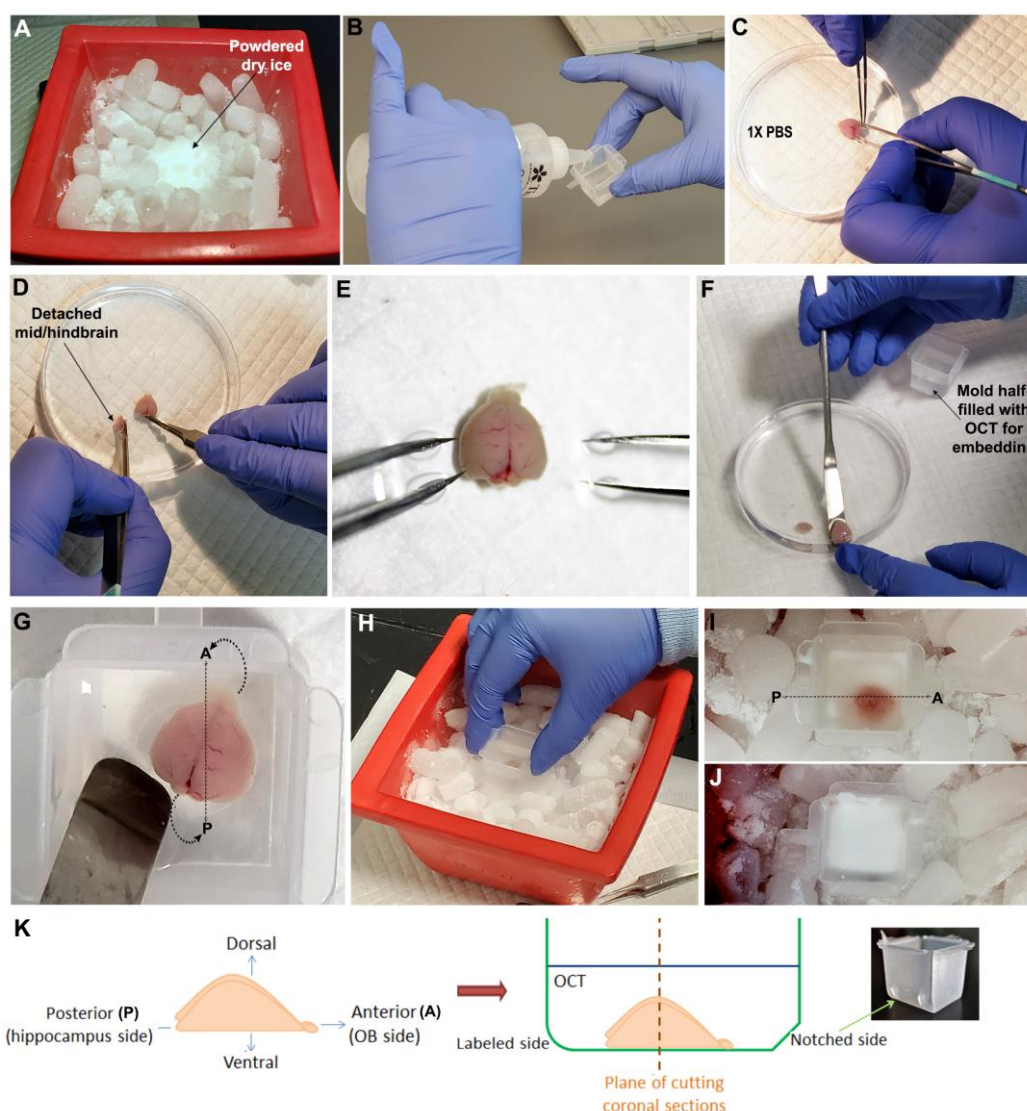 A
Powdered
dry ice
B
C
1X PBS
D
Detached
mid/hindbrain
E
F
Mold half-
filled with
OCT for
embeddin
G
A
P
H
I
P
A
J
K
Dorsal
Posterior (P)
(hippocampus side)
Anterior (A)
(OB side)
Ventral
OCT
Labeled side
Notched side
Plane of cutting
coronal sections